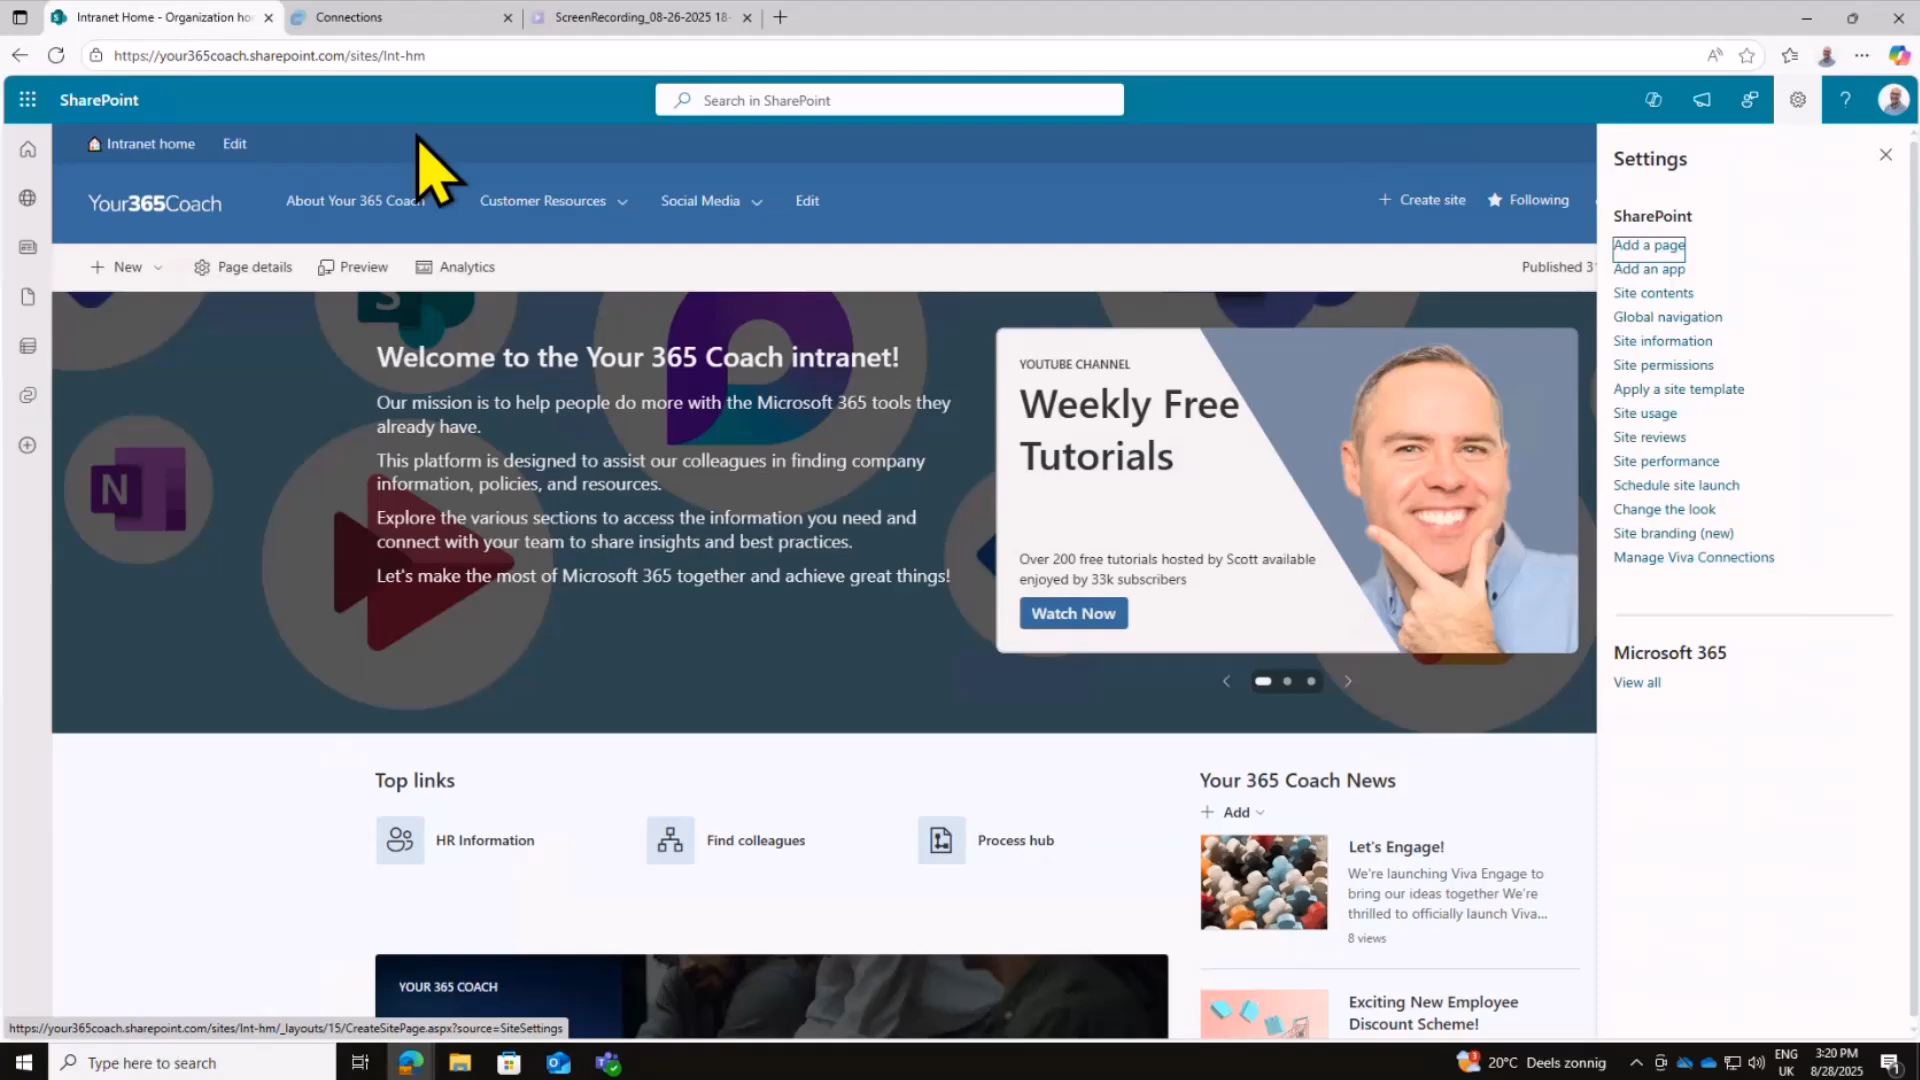 Intranet Home - Organization ho
Connections
ScreenRecording_08-26-2025 18-
https://your365coach.sharepoint.com/sites/Int-hm
SharePoint
Search in SharePoint
?
Intranet home
Edit
Your365Coach
About Your 365 Coach
Customer Resources
Social Media
Edit
+ Create site
Following
+ New
Page details
Preview
Analytics
Published 31
Settings
SharePoint
Add a page
Add an app
Site contents
Global navigation
Site information
Site permissions
Apply a site template
Site usage
Site reviews
Site performance
Schedule site launch
Change the look
Site branding (new)
Manage Viva Connections
Microsoft 365
View all
S
N
Welcome to the Your 365 Coach intranet!
Our mission is to help people do more with the Microsoft 365 tools they
already have.
This platform is designed to assist our colleagues in finding company
information, policies, and resources.
Explore the various sections to access the information you need and
connect with your team to share insights and best practices.
Let's make the most of Microsoft 365 together and achieve great things!
YOUTUBE CHANNEL
Weekly Free
Tutorials
Over 200 free tutorials hosted by Scott available
enjoyed by 33k subscribers
Watch Now
Top links
HR Information
Find colleagues
Process hub
YOUR 365 COACH
Your 365 Coach News
+ Add
Let's Engage!
We're launching Viva Engage to
bring our ideas together We're
thrilled to officially launch Viva...
8 views
Exciting New Employee
Discount Scheme!
https://your365coach.sharepoint.com/sites/Int-hm/_layouts/15/CreateSitePage.aspx?source=SiteSettings
Type here to search
20°C Deels zonnig
ENG
UK
3:20 PM
8/28/2025
1